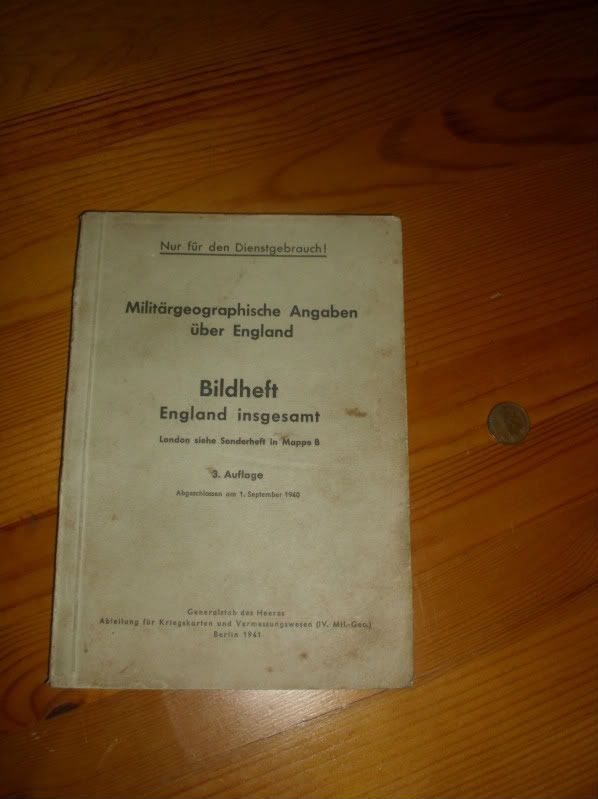 Nur für den Dienstgebrauch!
Militärgeographische Angaben
über England
Bildheft
England insgesamt
London siehe Sonderheft in Mappe B
3. Auflage
Abgeschlossen am 1. September 1940
Generalstab des Heeres
Abteilung für Kriegskarten und Vermessungswesen (IV. Mil.-Geo.)
Berlin 1941